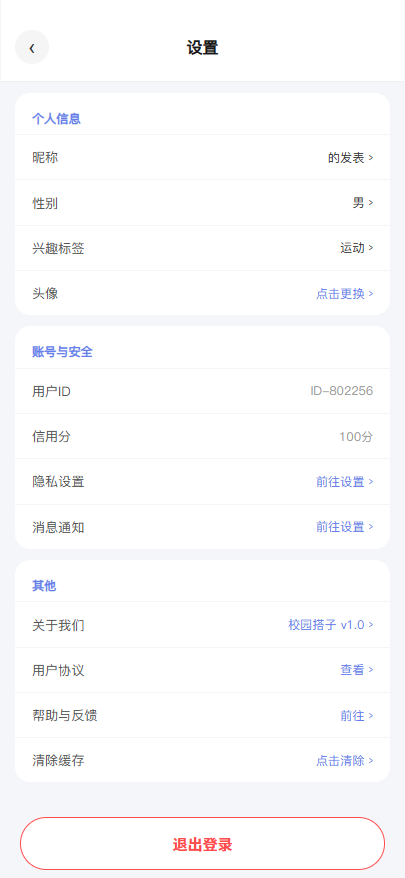 ‹ 设置
个人信息
昵称 的发表 ›
性别 男 ›
兴趣标签 运动 ›
头像 点击更换 ›
账号与安全
用户ID ID-802256
信用分 100分
隐私设置 前往设置 ›
消息通知 前往设置 ›
其他
关于我们 校园搭子 v1.0 ›
用户协议 查看 ›
帮助与反馈 前往 ›
清除缓存 点击清除 ›
退出登录